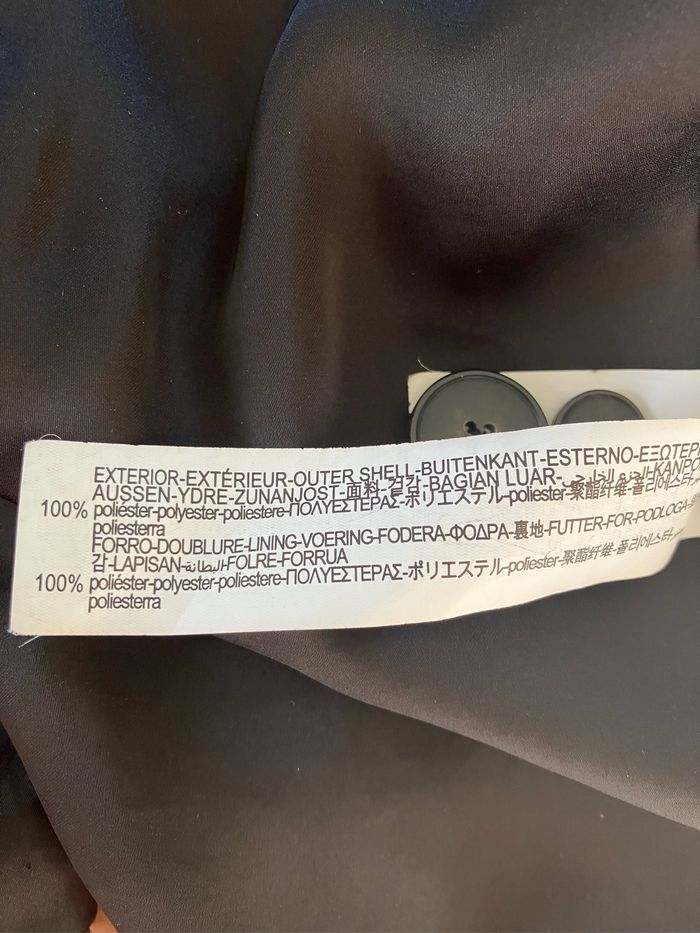 EXTERIOR-EXTÉRIEUR-OUTER SHELL-BUITENKANT-ESTERNO-ΕΞΩΤΕΡΙ
AUSSEN-YDRE-ZUNANJOST-面料-겉감-BAGIAN LUAR-
100% poliéster-polyester-poliestere-ΠΟΛΥΕΣΤΕΡΑΣ-ポリエステル-poliester-聚酯纤维-폴리에스터
poliesterra
FORRO-DOUBLURE-LINING-VOERING-FODERA-ΦΟΔΡΑ-裏地-FUTTER-FOR-PODLOGA-
감-LAPISAN-البطانة-FOLRE-FORRUA
100% poliéster-polyester-poliestere-ΠΟΛΥΕΣΤΕΡΑΣ-ポリエステル-poliester-聚酯纤维-폴리에스터
poliesterra